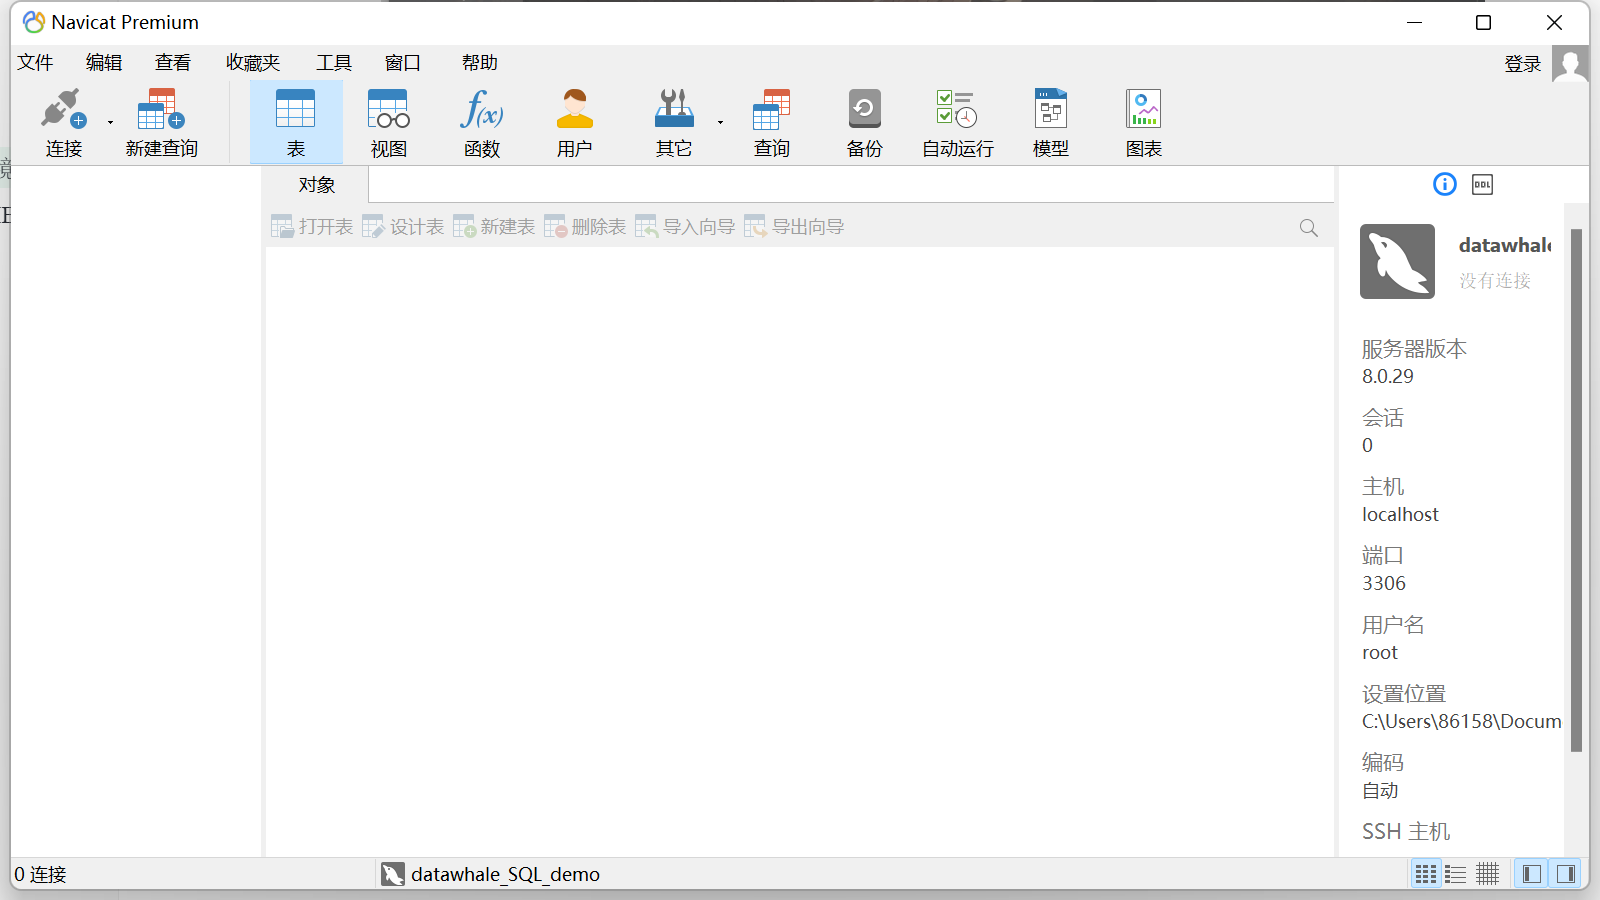 Navicat Premium
文件 编辑 查看 收藏夹 工具 窗口 帮助 登录
连接 新建查询 表 视图 函数 用户 其它 查询 备份 自动运行 模型 图表
对象
打开表 设计表 新建表 删除表 导入向导 导出向导
DDL
datawhale
没有连接
服务器版本
8.0.29
会话
0
主机
localhost
端口
3306
用户名
root
设置位置
C:\Users\86158\Docum
编码
自动
SSH 主机
0 连接 datawhale_SQL_demo